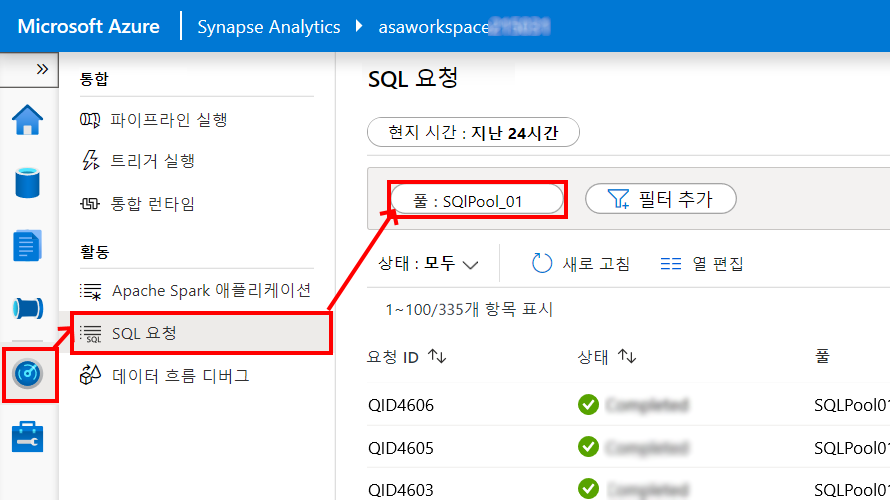 Microsoft Azure
Synapse Analytics
asaworkspace
통합
파이프라인 실행
트리거 실행
통합 런타임
활동
Apache Spark 애플리케이션
SQL 요청
데이터 흐름 디버그
SQL 요청
현지 시간 : 지난 24시간
풀 : SQlPool_01
필터 추가
상태 : 모두
새로 고침
열 편집
1~100/335개 항목 표시
요청 ID 상태 풀
QID4606 Completed SQLPool01
QID4605 Completed SQLPool01
QID4603 Completed SQLPool01